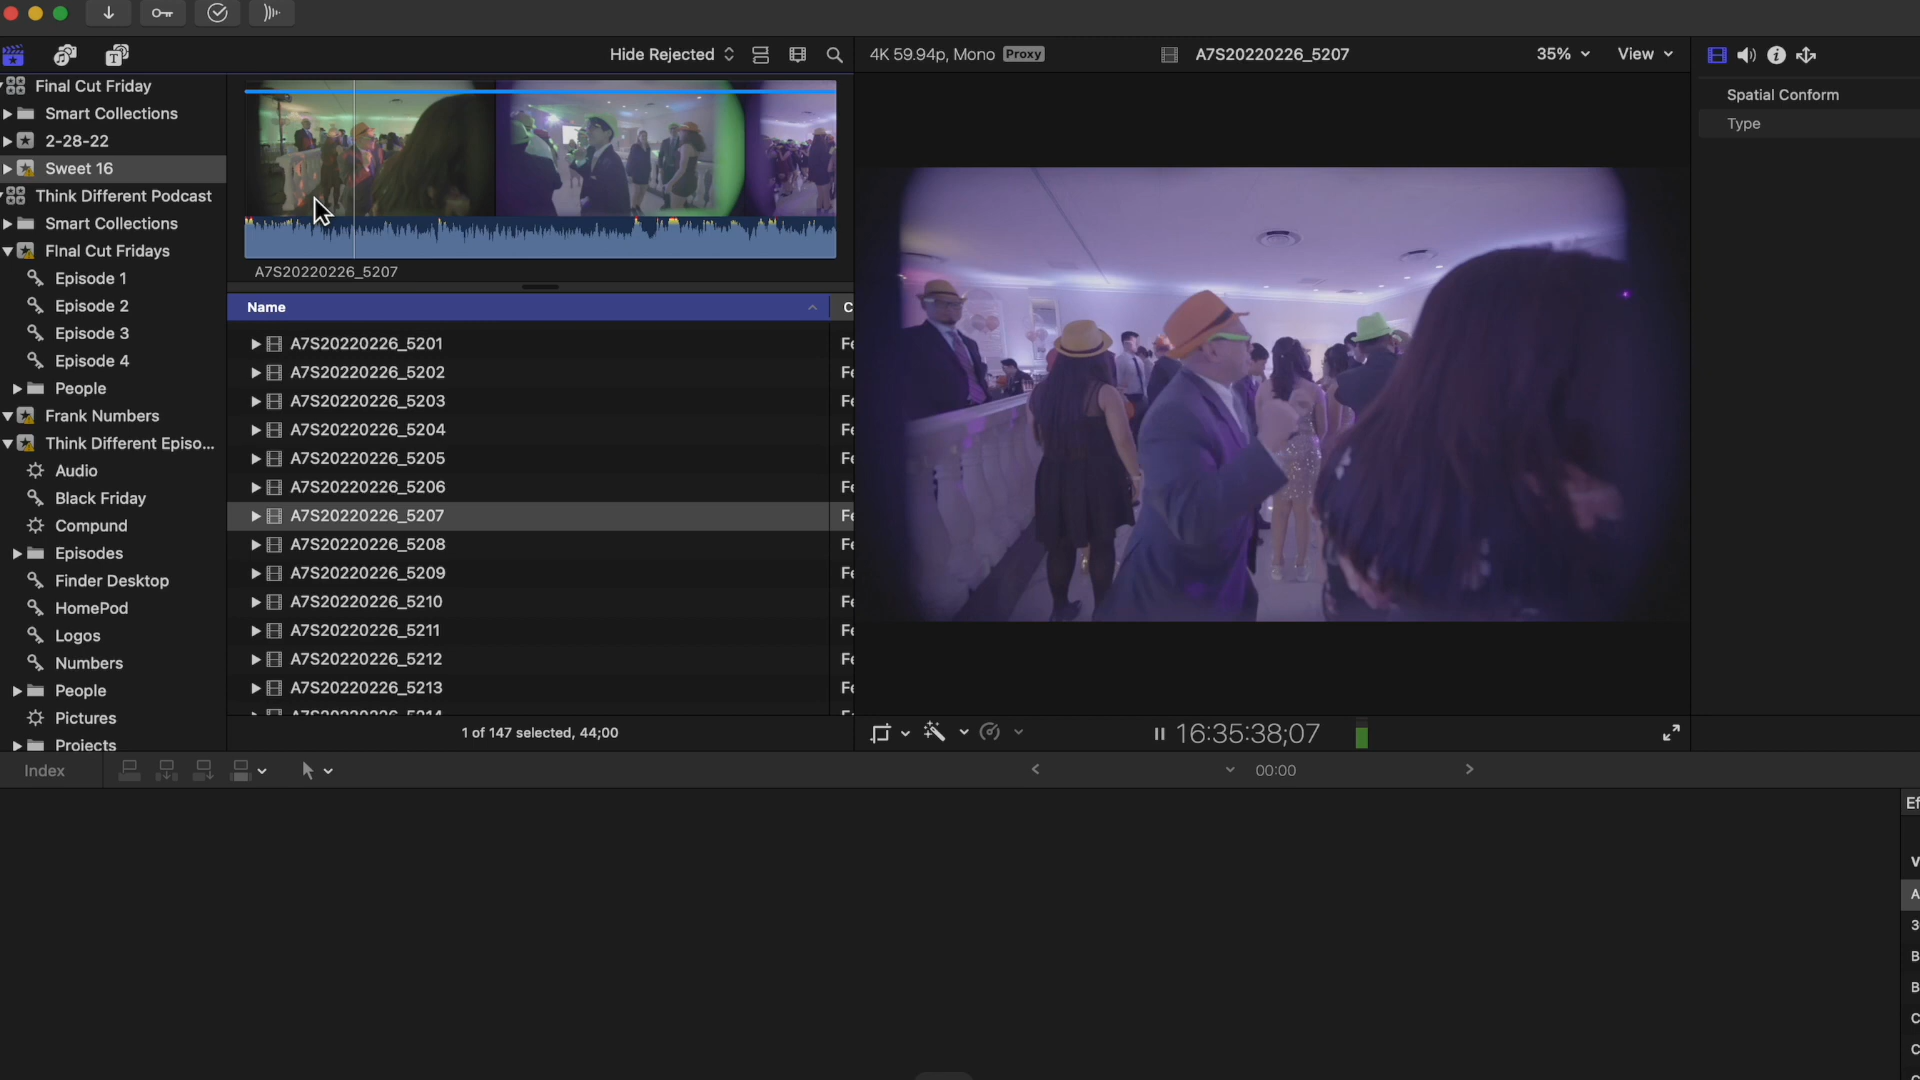 Hide Rejected
4K 59.94p, Mono Proxy
A7S20220226_5207
35%
View
Final Cut Friday
Smart Collections
2-28-22
Sweet 16
Think Different Podcast
Smart Collections
FInal Cut Fridays
Episode 1
Episode 2
Episode 3
Episode 4
People
Frank Numbers
Think Different Episo...
Audio
Black Friday
Compund
Episodes
Finder Desktop
HomePod
Logos
Numbers
People
Pictures
Projects
A7S20220226_5207
Name
A7S20220226_5201
A7S20220226_5202
A7S20220226_5203
A7S20220226_5204
A7S20220226_5205
A7S20220226_5206
A7S20220226_5207
A7S20220226_5208
A7S20220226_5209
A7S20220226_5210
A7S20220226_5211
A7S20220226_5212
A7S20220226_5213
A7S20220226_5214
1 of 147 selected, 44;00
16:35:38;07
Spatial Conform
Type
Index
00:00